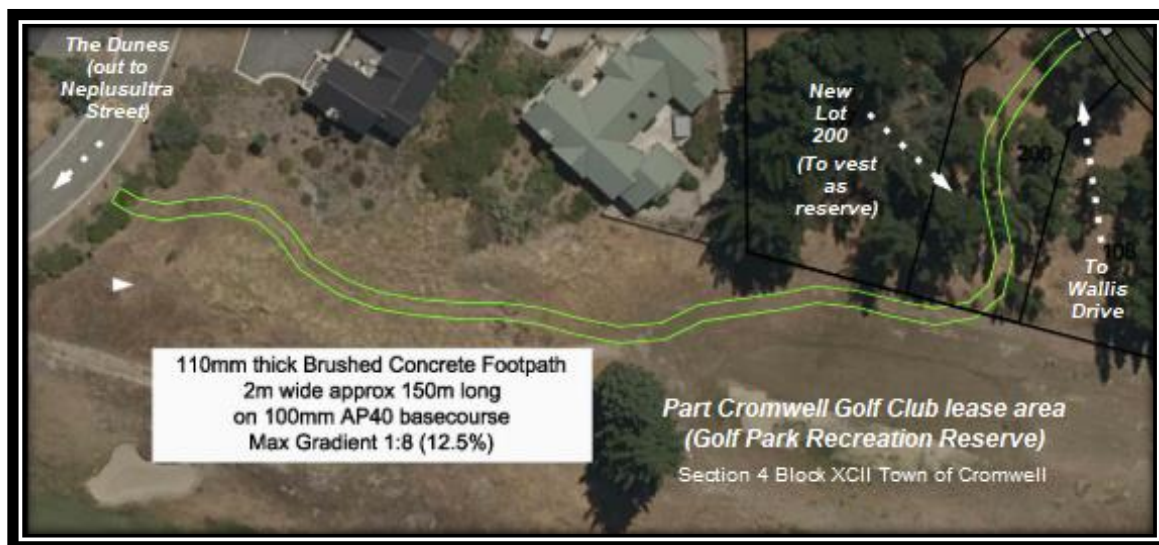 The Dunes
(out to
Neplusultra
Street)
New
Lot
200
(To vest
as
reserve)
200
108
To
Wallis
Drive
110mm thick Brushed Concrete Footpath
2m wide approx 150m long
on 100mm AP40 basecourse
Max Gradient 1:8 (12.5%)
Part Cromwell Golf Club lease area
(Golf Park Recreation Reserve)
Section 4 Block XCII Town of Cromwell